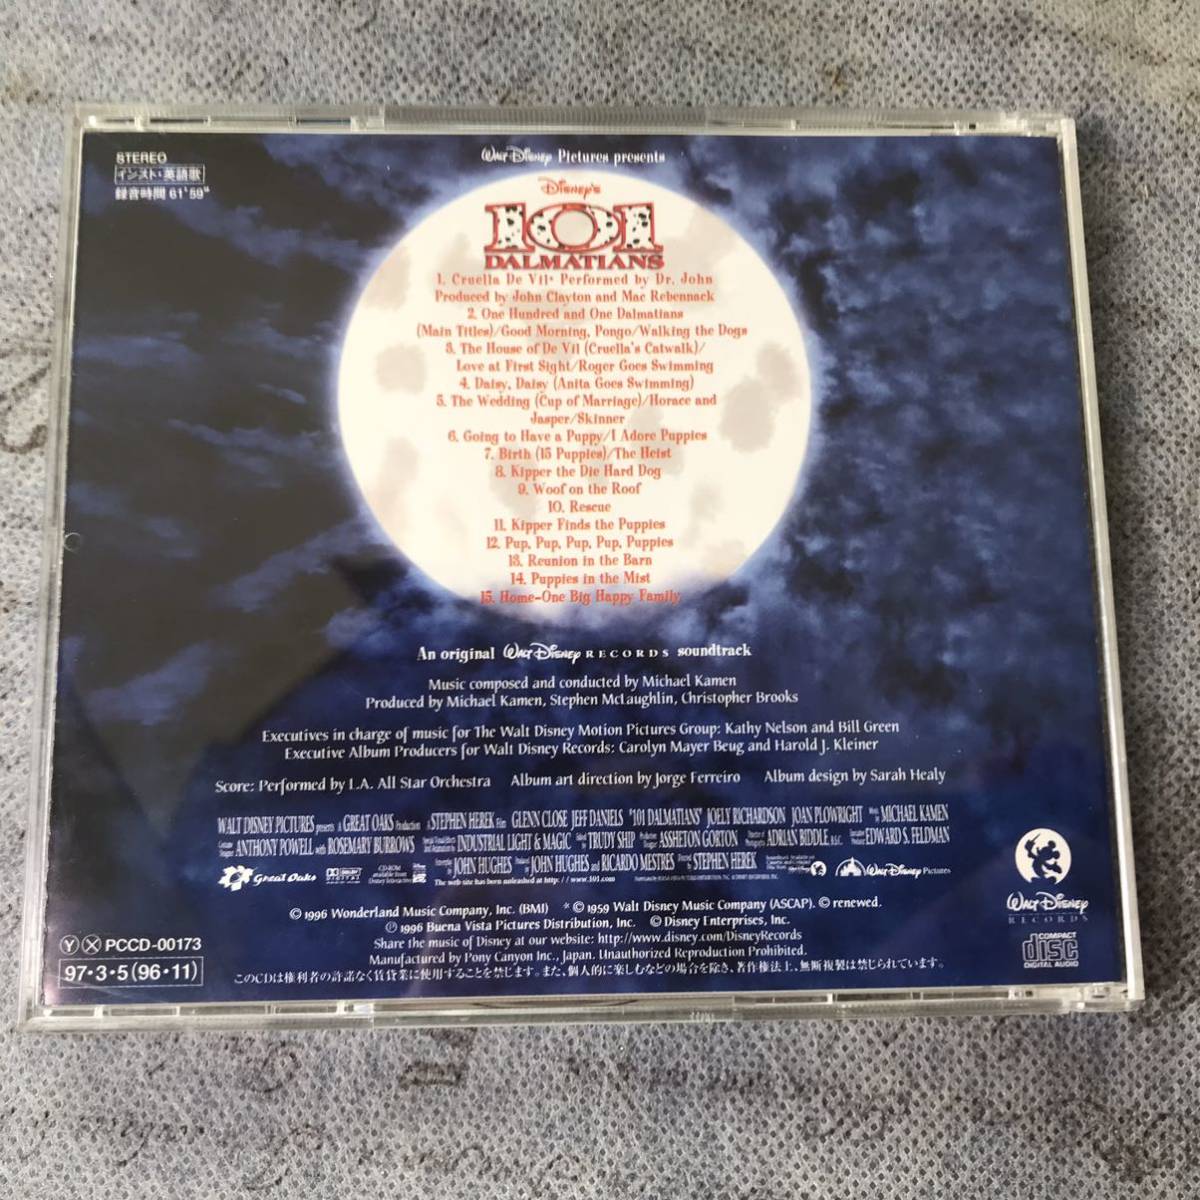 STEREO
インスト・英語歌
録音時間 61'59"
Walt Disney Pictures presents
Disney's
101
DALMATIANS
1. Cruella De Vil* Performed by Dr. John
Produced by John Clayton and Mac Rebennack
2. One Hundred and One Dalmatians
(Main Titles)/Good Morning, Pongo/Walking the Dogs
3. The House of De Vil (Cruella's Catwalk)/
Love at First Sight/Roger Goes Swimming
4. Daisy, Daisy (Anita Goes Swimming)
5. The Wedding (Cup of Marriage)/Horace and
Jasper/Skinner
6. Going to Have a Puppy/I Adore Puppies
7. Birth (15 Puppies)/The Heist
8. Kipper the Die Hard Dog
9. Woof on the Roof
10. Rescue
11. Kipper Finds the Puppies
12. Pup, Pup, Pup, Pup, Puppies
13. Reunion in the Barn
14. Puppies in the Mist
15. Home-One Big Happy Family
An original Walt Disney RECORDS soundtrack
Music composed and conducted by Michael Kamen
Produced by Michael Kamen, Stephen McLaughlin, Christopher Brooks
Executives in charge of music for The Walt Disney Motion Pictures Group: Kathy Nelson and Bill Green
Executive Album Producers for Walt Disney Records: Carolyn Mayer Beug and Harold J. Kleiner
Score: Performed by L.A. All Star Orchestra Album art direction by Jorge Ferreiro Album design by Sarah Healy
WALT DISNEY PICTURES presents A GREAT OAKS Production A STEPHEN HEREK Film GLENN CLOSE JEFF DANIELS "101 DALMATIANS" JOELY RICHARDSON JOAN PLOWRIGHT Music by MICHAEL KAMEN
ANTHONY POWELL with ROSEMARY BURROWS INDUSTRIAL LIGHT & MAGIC TRUDY SHIP ASSHETON GORTON ADRIAN BIDDLE B.S.C. EDWARD S. FELDMAN
JOHN HUGHES JOHN HUGHES and RICARDO MESTRES STEPHEN HEREK
Great Oaks
DOLBY DIGITAL
The web site has been unleashed at http://www.101.com
Walt Disney Pictures
Walt Disney
RECORDS
© 1996 Wonderland Music Company, Inc. (BMI) * © 1959 Walt Disney Music Company (ASCAP). © renewed.
℗ 1996 Buena Vista Pictures Distribution, Inc. © Disney Enterprises, Inc.
Share the music of Disney at our website: http://www.disney.com/DisneyRecords
Manufactured by Pony Canyon Inc., Japan. Unauthorized Reproduction Prohibited.
このCDは権利者の許諾なく賃貸業に使用することを禁じます。また、個人的に楽しむなどの場合を除き、著作権法上、無断複製は禁じられています。
Ⓨ Ⓧ PCCD-00173
97・3・5(96・11)
COMPACT
disc
DIGITAL AUDIO